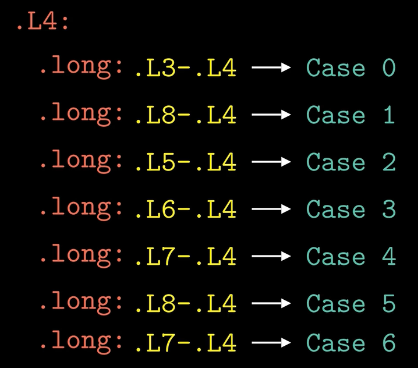 .L4:
.long: .L3-.L4 ⟶ Case 0
.long: .L8-.L4 ⟶ Case 1
.long: .L5-.L4 ⟶ Case 2
.long: .L6-.L4 ⟶ Case 3
.long: .L7-.L4 ⟶ Case 4
.long: .L8-.L4 ⟶ Case 5
.long: .L7-.L4 ⟶ Case 6